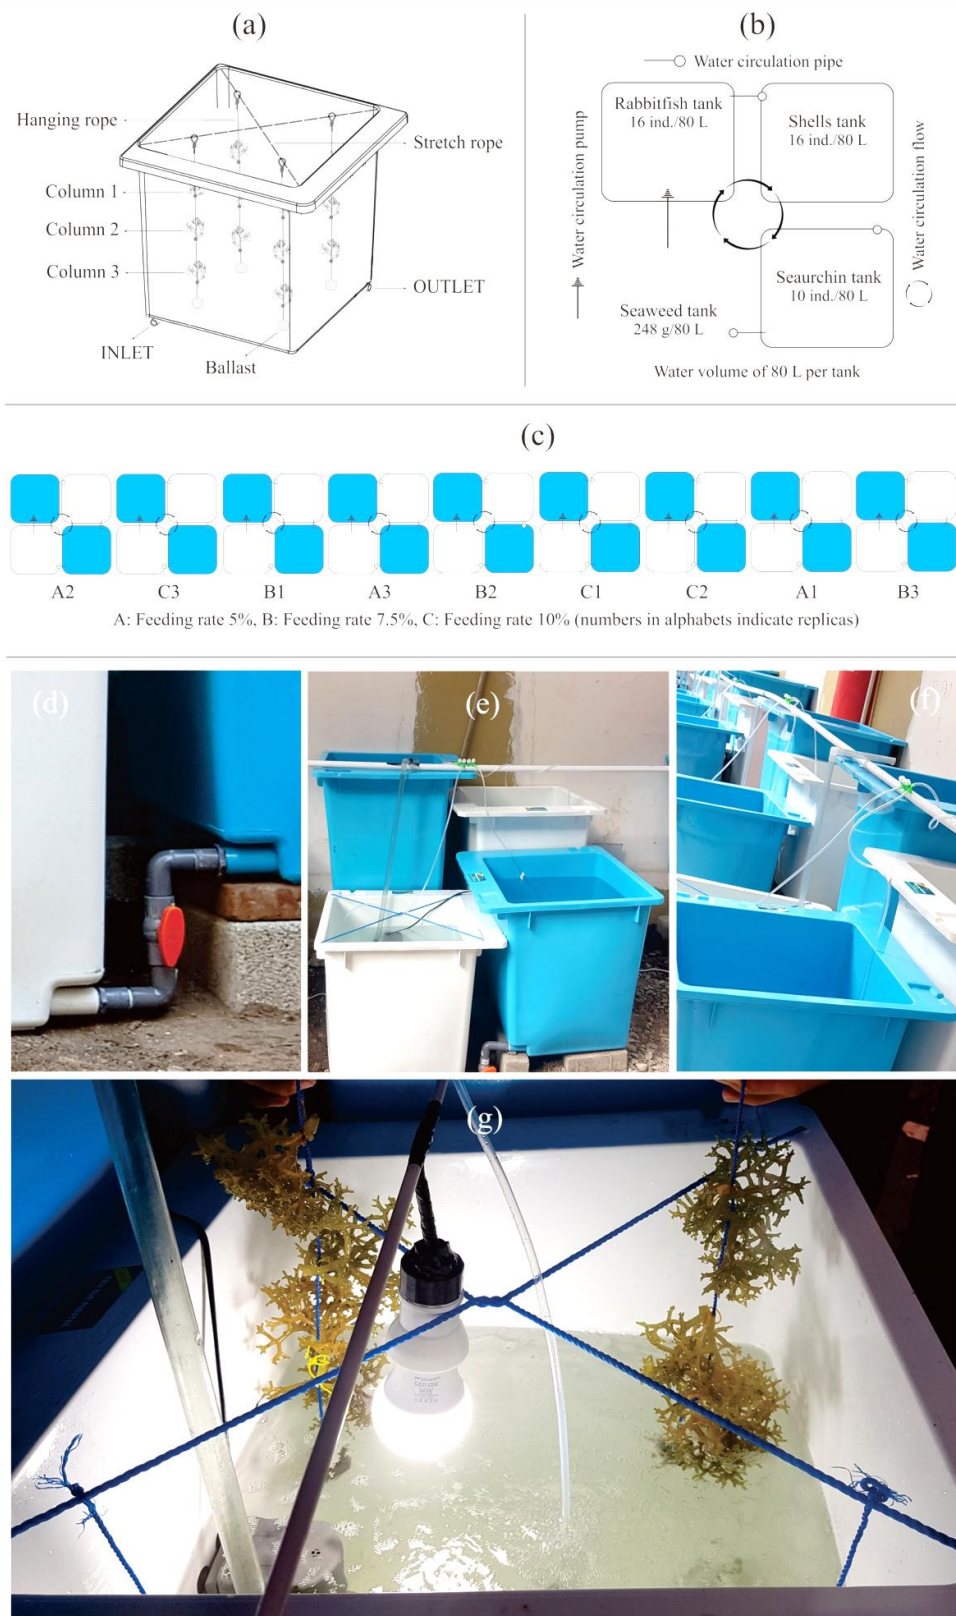 (a)
Hanging rope
Stretch rope
Column 1
Column 2
Column 3
OUTLET
INLET
Ballast
(b)
Water circulation pipe
Rabbitfish tank
16 ind./80 L
Shells tank
16 ind./80 L
Water circulation pump
Water circulation flow
Seaurchin tank
10 ind./80 L
Seaweed tank
248 g/80 L
Water volume of 80 L per tank
(c)
A2 C3 B1 A3 B2 C1 C2 A1 B3
A: Feeding rate 5%, B: Feeding rate 7.5%, C: Feeding rate 10% (numbers in alphabets indicate replicas)
(d)
(e)
(f)
(g)